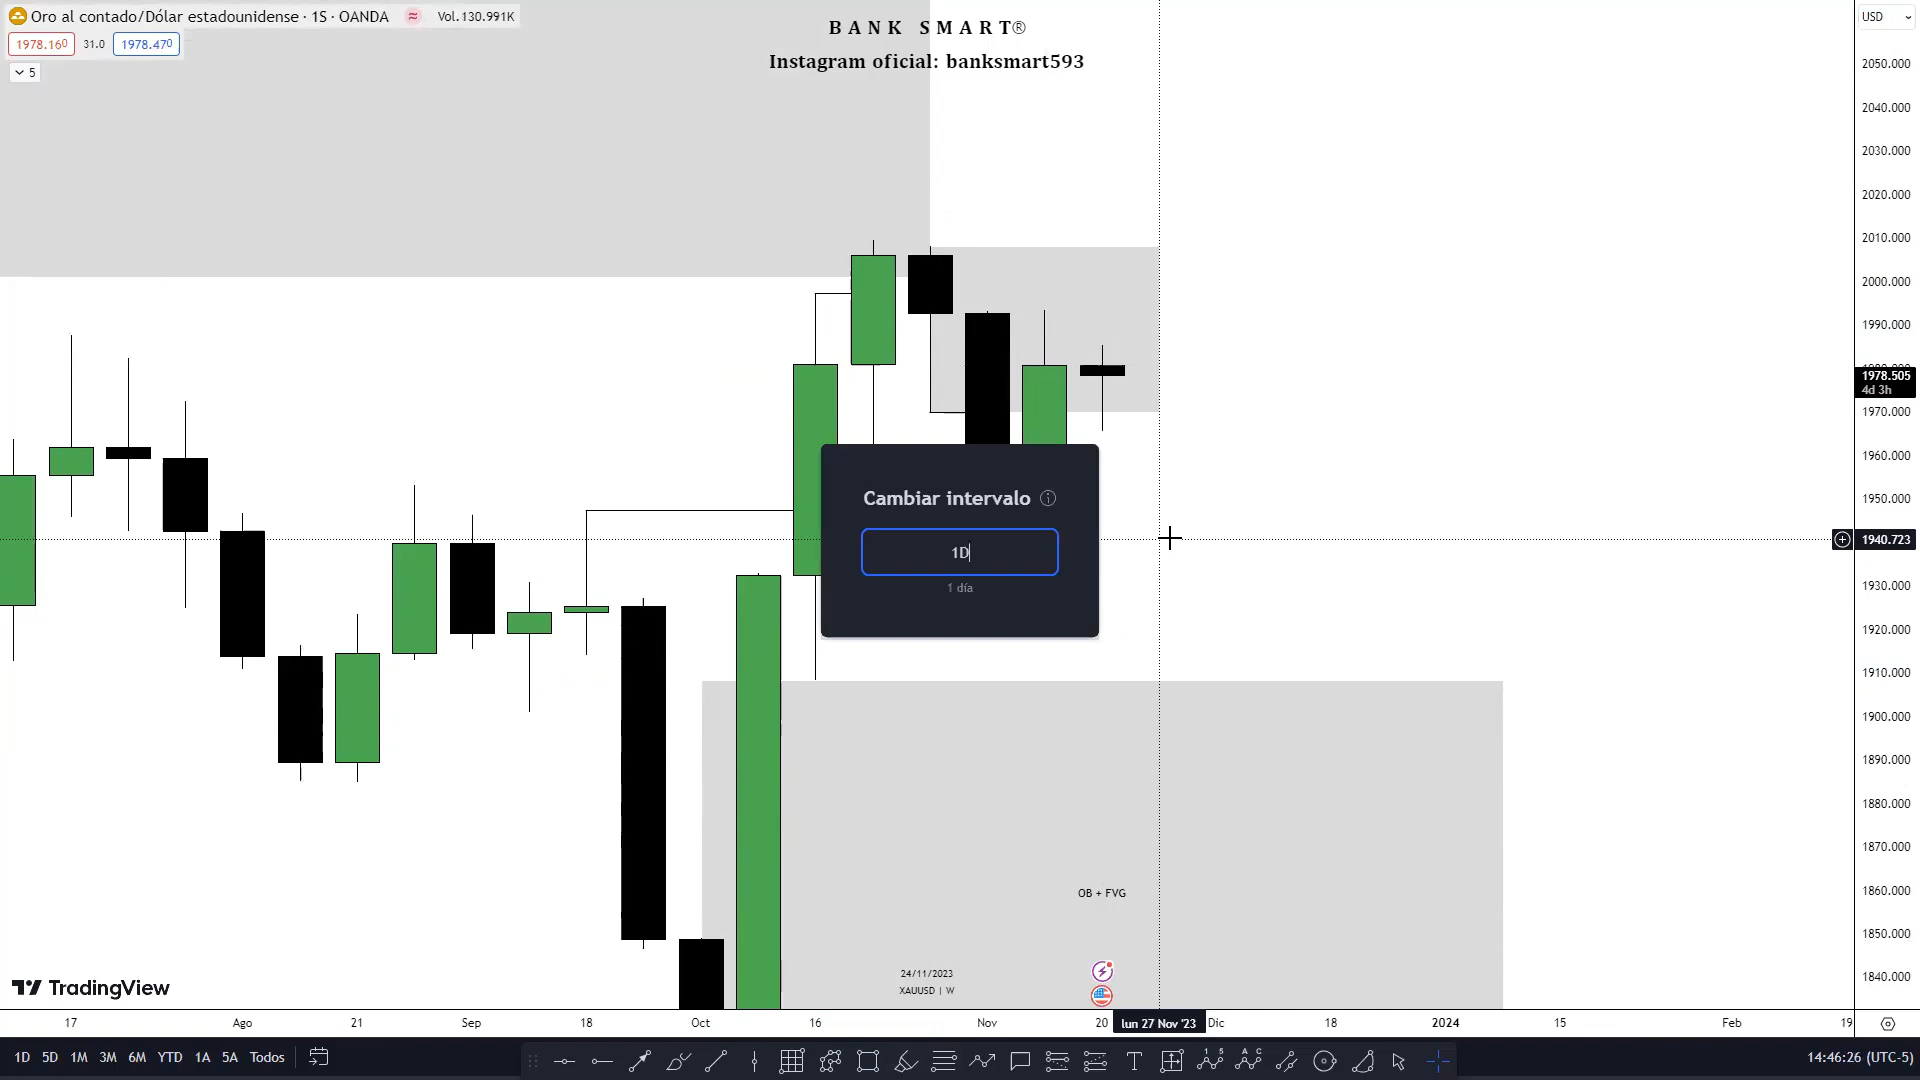 Oro al contado/Dólar estadounidense · 1S · OANDA
Vol. 130.991K
1978.160
31.0
1978.470
5
BANK SMART®
Instagram oficial: banksmart593
USD
2050.000
2040.000
2030.000
2020.000
2010.000
2000.000
1990.000
1978.505
4d 3h
1970.000
1960.000
1950.000
1940.723
1930.000
1920.000
1910.000
1900.000
1890.000
1880.000
1870.000
1860.000
1850.000
1840.000
Cambiar intervalo
1D
1 día
OB + FVG
24/11/2023
XAUUSD | W
TradingView
17 Ago 21 Sep 18 Oct 16 Nov 20 lun 27 Nov '23 Dic 18 2024 15 Feb 19
1D 5D 1M 3M 6M YTD 1A 5A Todos
14:46:26 (UTC-5)